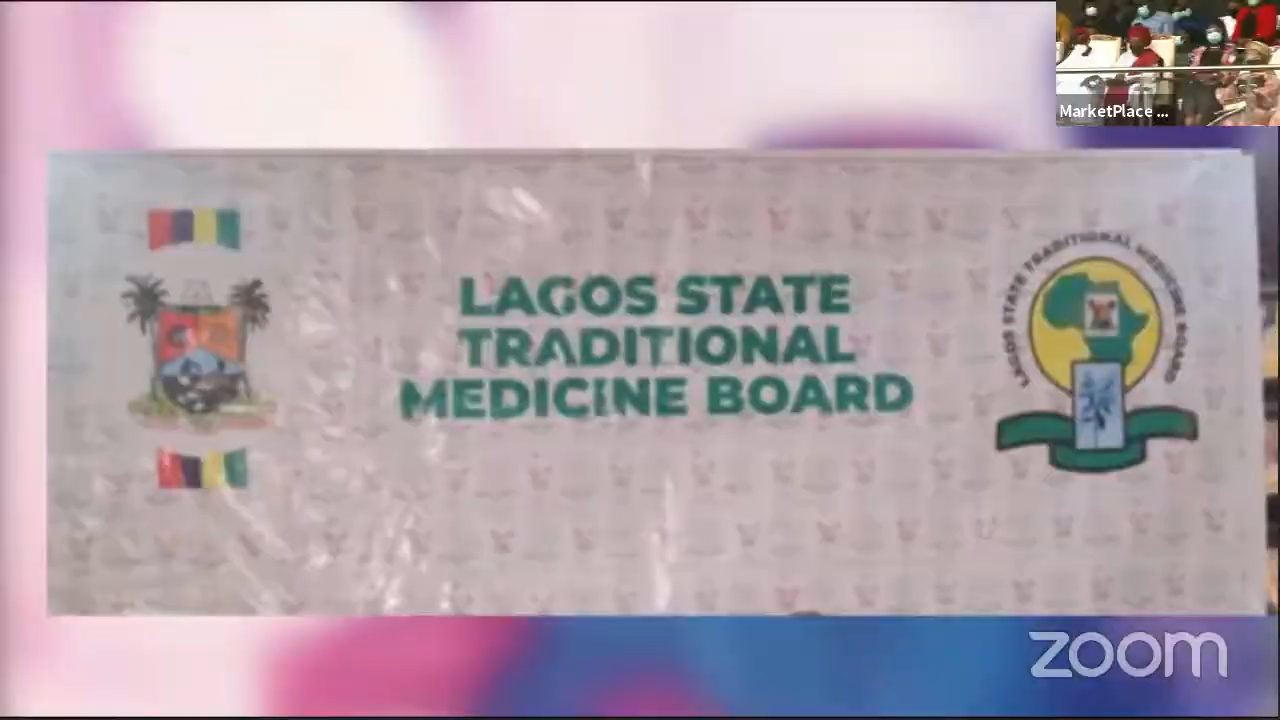 MarketPlace ...
LAGOS STATE
TRADITIONAL
MEDICINE BOARD
LAGOS STATE TRADITIONAL MEDICINE BOARD
zoom